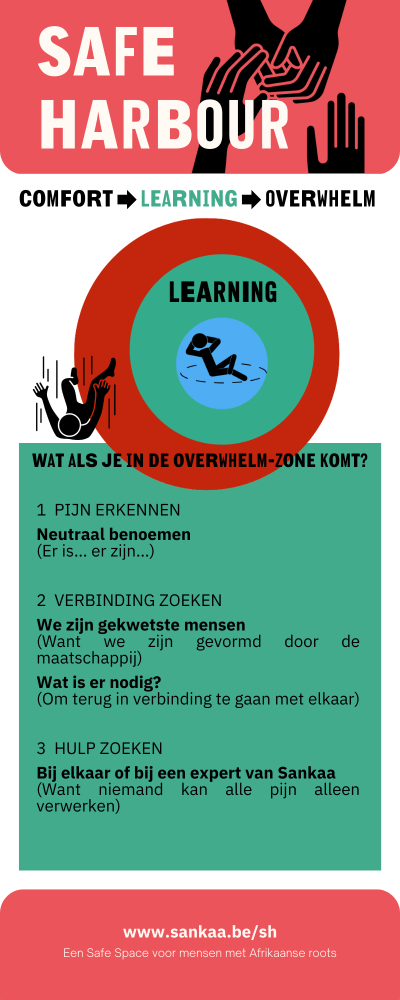 SAFE
HARBOUR
COMFORT LEARNING OVERWHELM
LEARNING
WAT ALS JE IN DE OVERWHELM-ZONE KOMT?
1 PIJN ERKENNEN
Neutraal benoemen
(Er is... er zijn...)
2 VERBINDING ZOEKEN
We zijn gekwetste mensen
(Want we zijn gevormd door de
maatschappij)
Wat is er nodig?
(Om terug in verbinding te gaan met elkaar)
3 HULP ZOEKEN
Bij elkaar of bij een expert van Sankaa
(Want niemand kan alle pijn alleen
verwerken)
www.sankaa.be/sh
Een Safe Space voor mensen met Afrikaanse roots